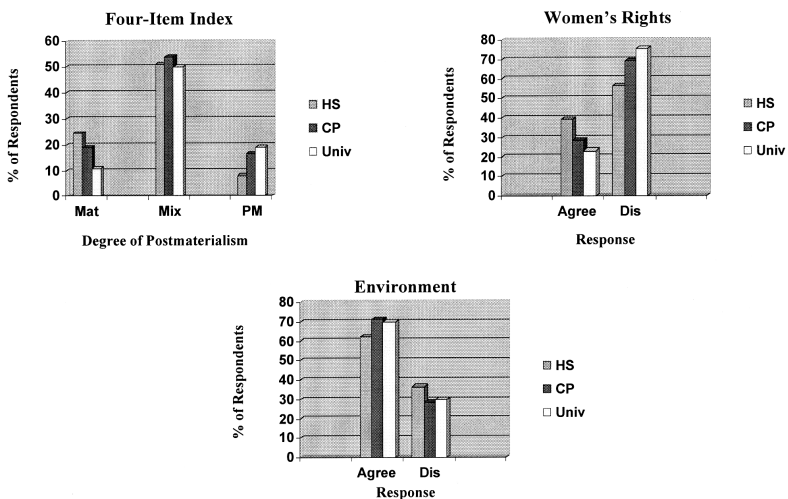 Four-Item Index
% of Respondents
60
50
40
30
20
10
0
Mat Mix PM
Degree of Postmaterialism
HS
CP
Univ
Women's Rights
% of Respondents
80
70
60
50
40
30
20
10
0
Agree Dis
Response
HS
CP
Univ
Environment
% of Respondents
80
70
60
50
40
30
20
10
0
Agree Dis
Response
HS
CP
Univ